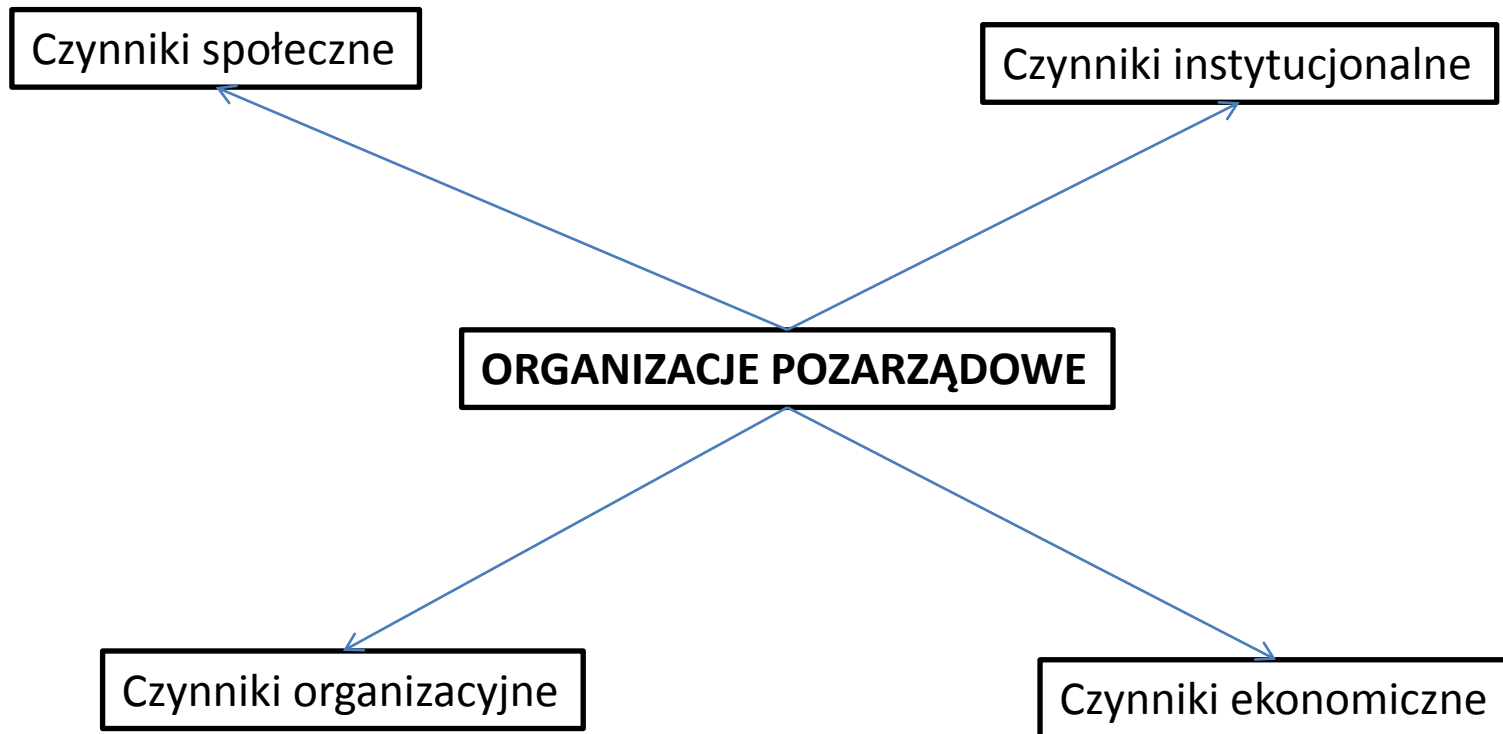 Czynniki społeczne
Czynniki instytucjonalne
ORGANIZACJE POZARZĄDOWE
Czynniki organizacyjne
Czynniki ekonomiczne